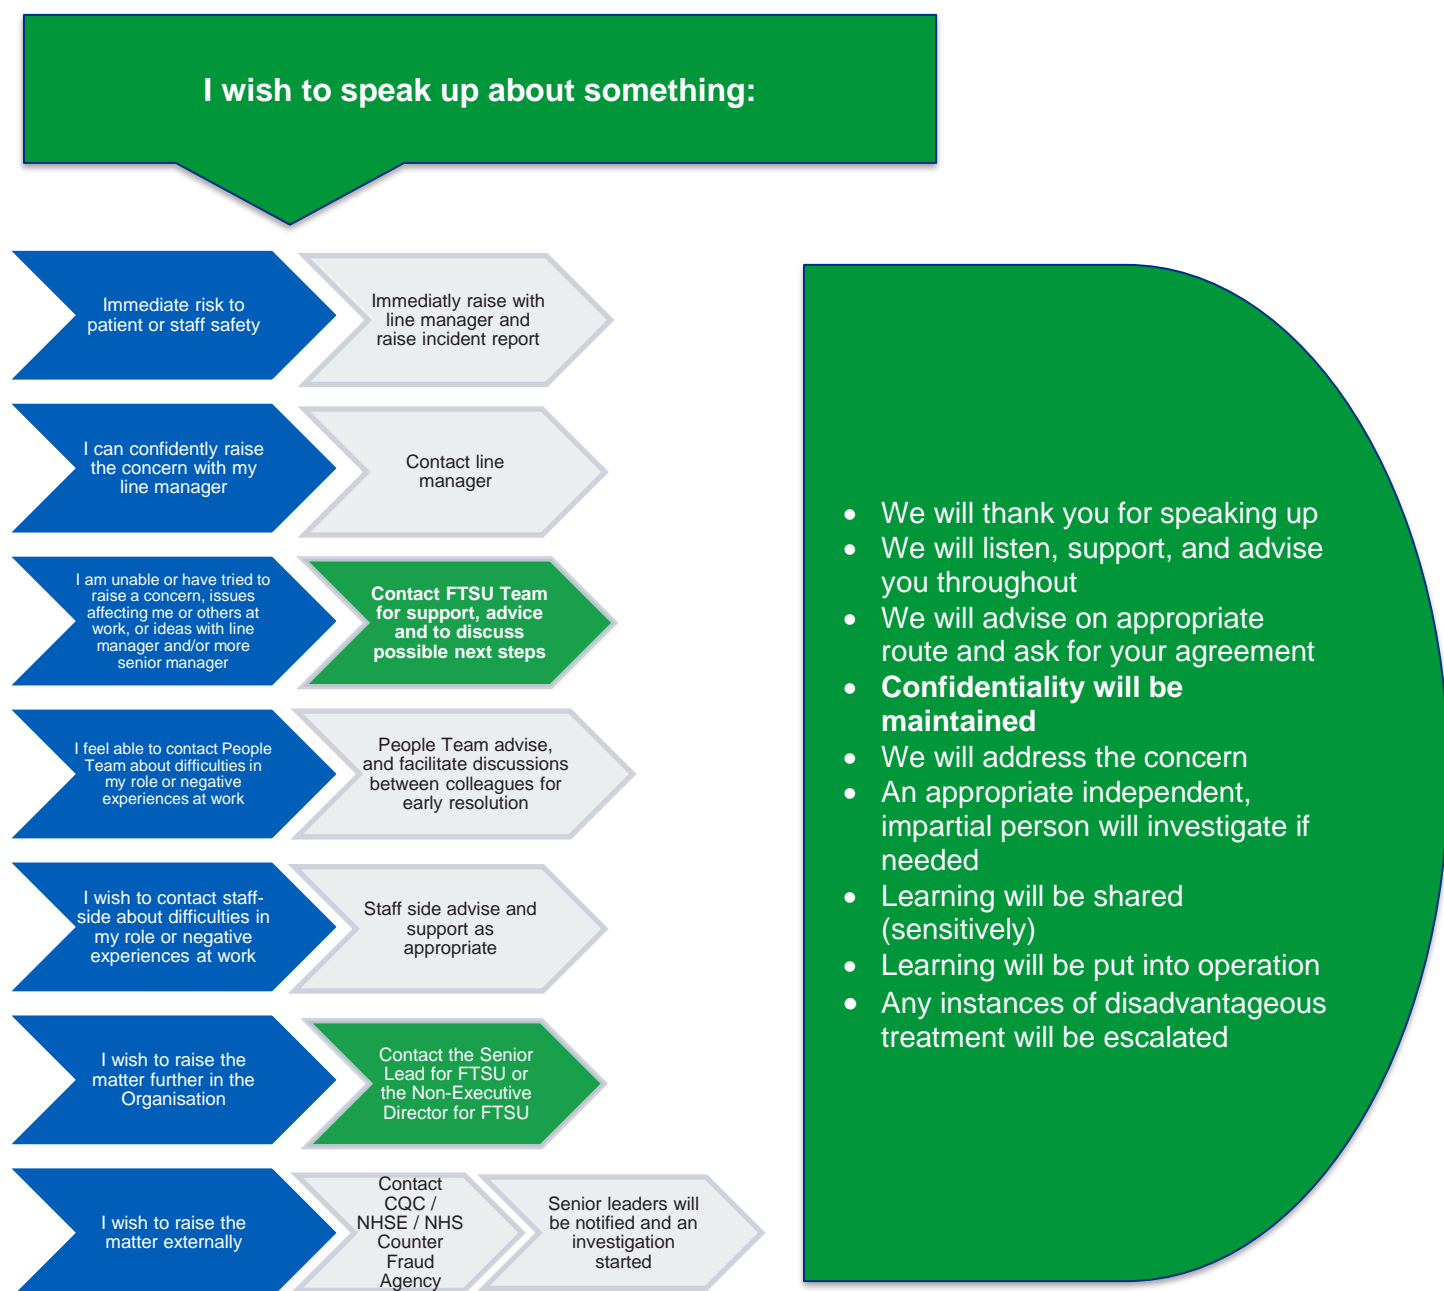 I wish to speak up about something:
Immediate risk to
patient or staff safety
Immediatly raise with
line manager and
raise incident report
I can confidently raise
the concern with my
line manager
Contact line
manager
I am unable or have tried to
raise a concern, issues
affecting me or others at
work, or ideas with line
manager and/or more
senior manager
Contact FTSU Team
for support, advice
and to discuss
possible next steps
I feel able to contact People
Team about difficulties in
my role or negative
experiences at work
People Team advise,
and facilitate discussions
between colleagues for
early resolution
I wish to contact staff-
side about difficulties in
my role or negative
experiences at work
Staff side advise and
support as
appropriate
I wish to raise the
matter further in the
Organisation
Contact the Senior
Lead for FTSU or
the Non-Executive
Director for FTSU
I wish to raise the
matter externally
Contact
CQC /
NHSE / NHS
Counter
Fraud
Agency
Senior leaders will
be notified and an
investigation
started
• We will thank you for speaking up
• We will listen, support, and advise
you throughout
• We will advise on appropriate
route and ask for your agreement
• Confidentiality will be
maintained
• We will address the concern
• An appropriate independent,
impartial person will investigate if
needed
• Learning will be shared
(sensitively)
• Learning will be put into operation
• Any instances of disadvantageous
treatment will be escalated